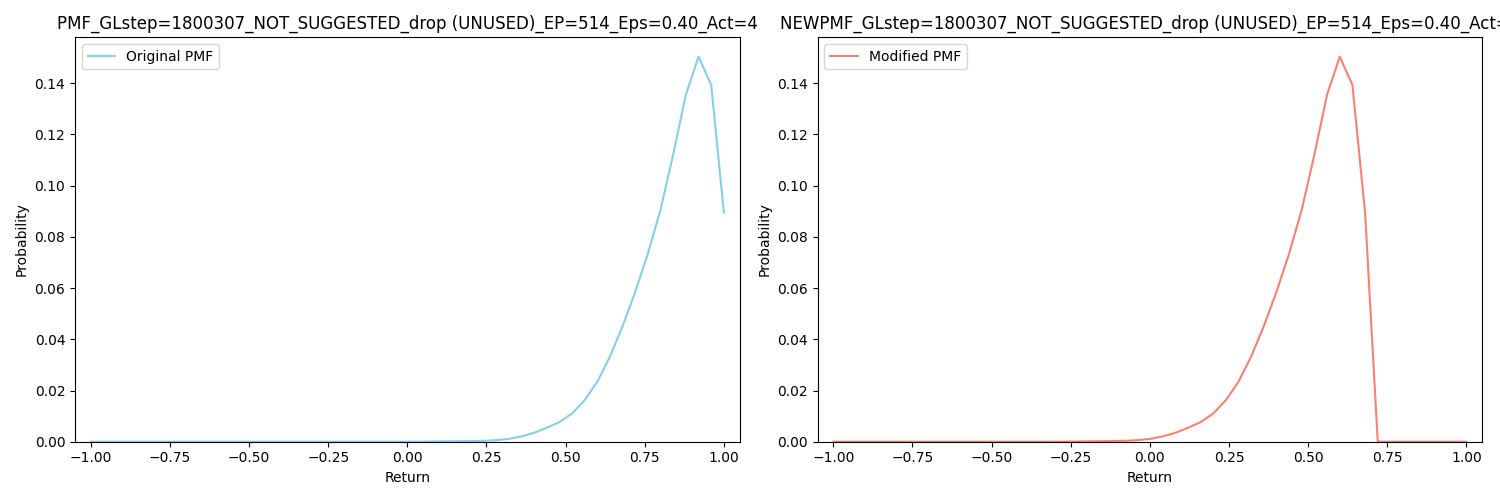 PMF_GLstep=1800307_NOT_SUGGESTED_drop (UNUSED)_EP=514_Eps=0.40_Act=4
Original PMF
Probability
0.14
0.12
0.10
0.08
0.06
0.04
0.02
0.00
−1.00 −0.75 −0.50 −0.25 0.00 0.25 0.50 0.75 1.00
Return
NEWPMF_GLstep=1800307_NOT_SUGGESTED_drop (UNUSED)_EP=514_Eps=0.40_Act=
Modified PMF
Probability
0.14
0.12
0.10
0.08
0.06
0.04
0.02
0.00
−1.00 −0.75 −0.50 −0.25 0.00 0.25 0.50 0.75 1.00
Return